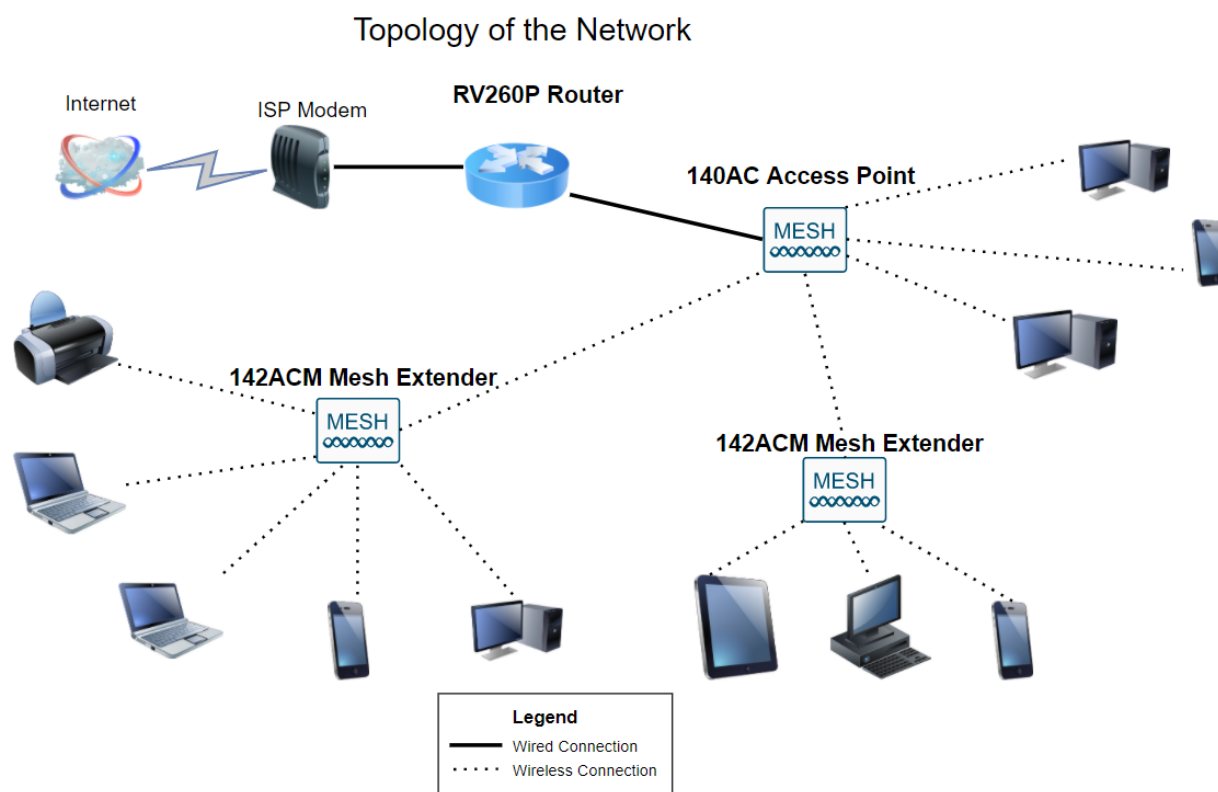 Topology of the Network
Internet
ISP Modem
RV260P Router
140AC Access Point
MESH
142ACM Mesh Extender
MESH
142ACM Mesh Extender
MESH
Legend
Wired Connection
Wireless Connection